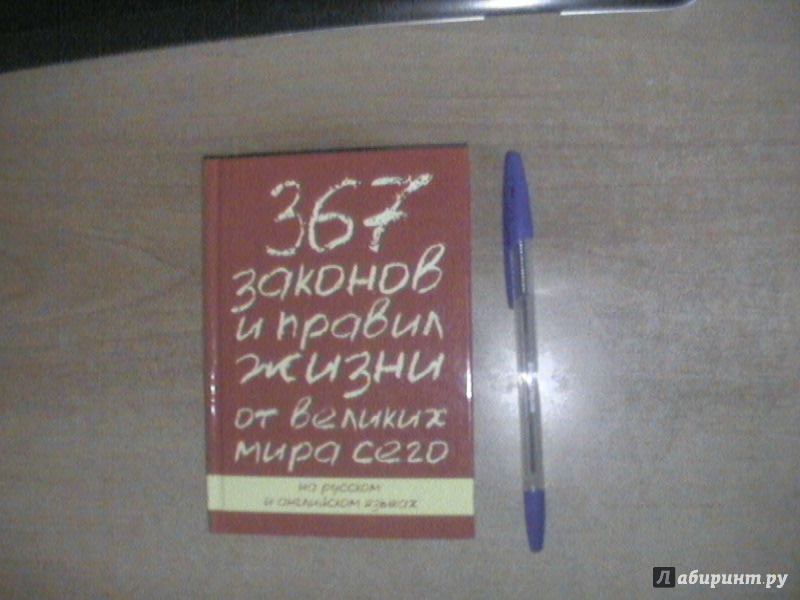 367
законов
и правил
жизни
от великих
мира сего
на русском
и английском языках
Лабиринт.ру